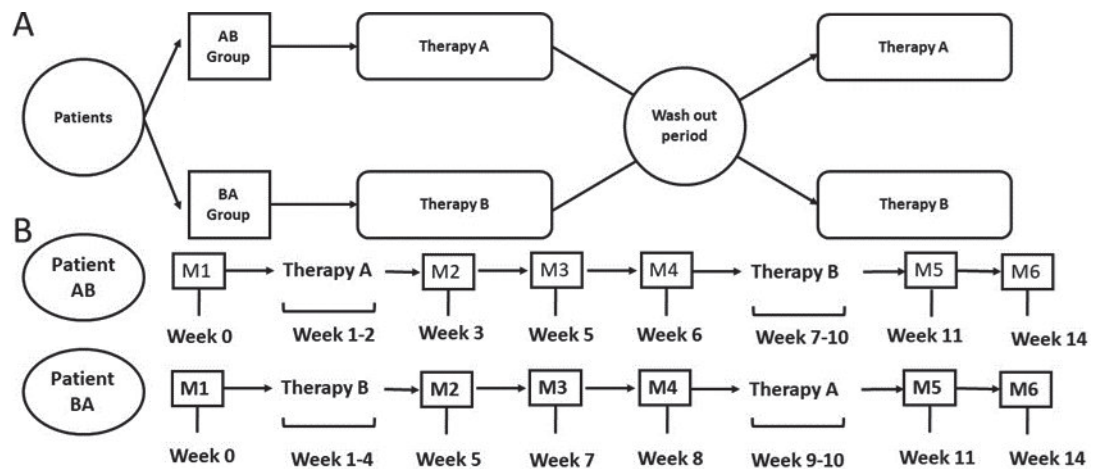 A
AB
Group
Therapy A
Therapy A
Patients
Wash out
period
BA
Group
Therapy B
Therapy B
B
Patient
AB
M1 Therapy A M2 M3 M4 Therapy B M5 M6
Week 0 Week 1-2 Week 3 Week 5 Week 6 Week 7-10 Week 11 Week 14
Patient
BA
M1 Therapy B M2 M3 M4 Therapy A M5 M6
Week 0 Week 1-4 Week 5 Week 7 Week 8 Week 9-10 Week 11 Week 14